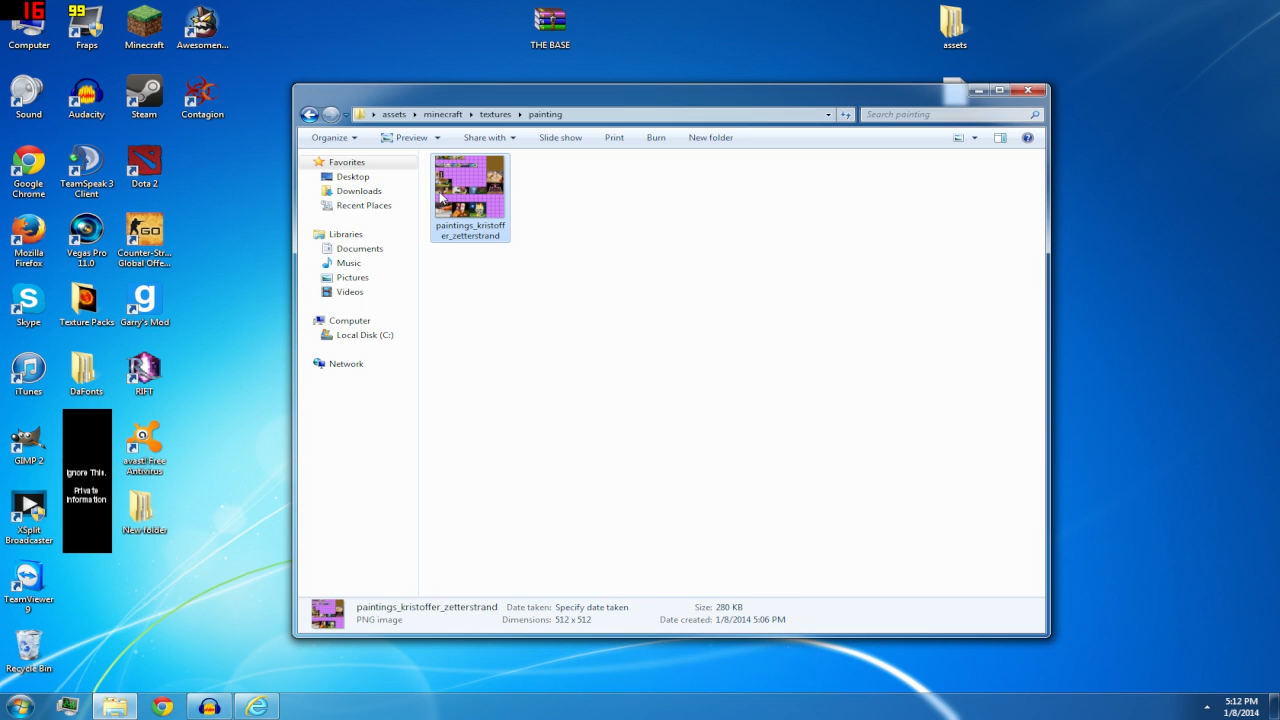 16
99
Computer
Fraps
Minecraft
Awesomen...
THE BASE
assets
Sound
Audacity
Steam
Contagion
Google
Chrome
TeamSpeak 3
Client
Dota 2
Mozilla
Firefox
Vegas Pro
11.0
Counter-Str...
Global Offe...
Skype
Texture Packs
Garry's Mod
iTunes
DaFonts
RIFT
GIMP 2
Ignore This.
Private
Information
avast! Free
Antivirus
XSplit
Broadcaster
New folder
TeamViewer
9
Recycle Bin
assets
minecraft
textures
painting
Search painting
Organize
Preview
Share with
Slide show
Print
Burn
New folder
Favorites
Desktop
Downloads
Recent Places
Libraries
Documents
Music
Pictures
Videos
Computer
Local Disk (C:)
Network
paintings_kristoff
er_zetterstrand
paintings_kristoffer_zetterstrand
Date taken: Specify date taken
Size: 280 KB
PNG image
Dimensions: 512 x 512
Date created: 1/8/2014 5:06 PM
5:12 PM
1/8/2014